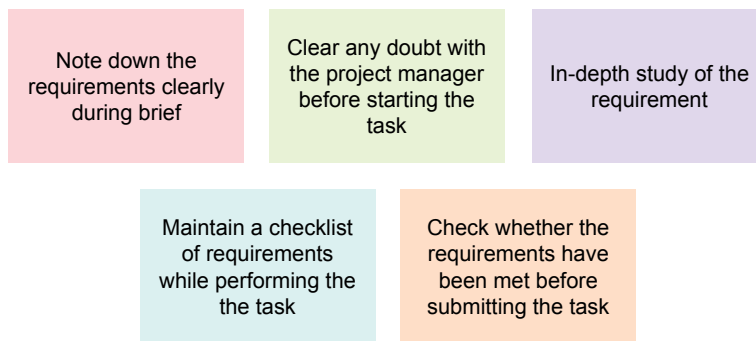 Note down the
requirements clearly
during brief
Clear any doubt with
the project manager
before starting the
task
In-depth study of the
requirement
Maintain a checklist
of requirements
while performing the
the task
Check whether the
requirements have
been met before
submitting the task